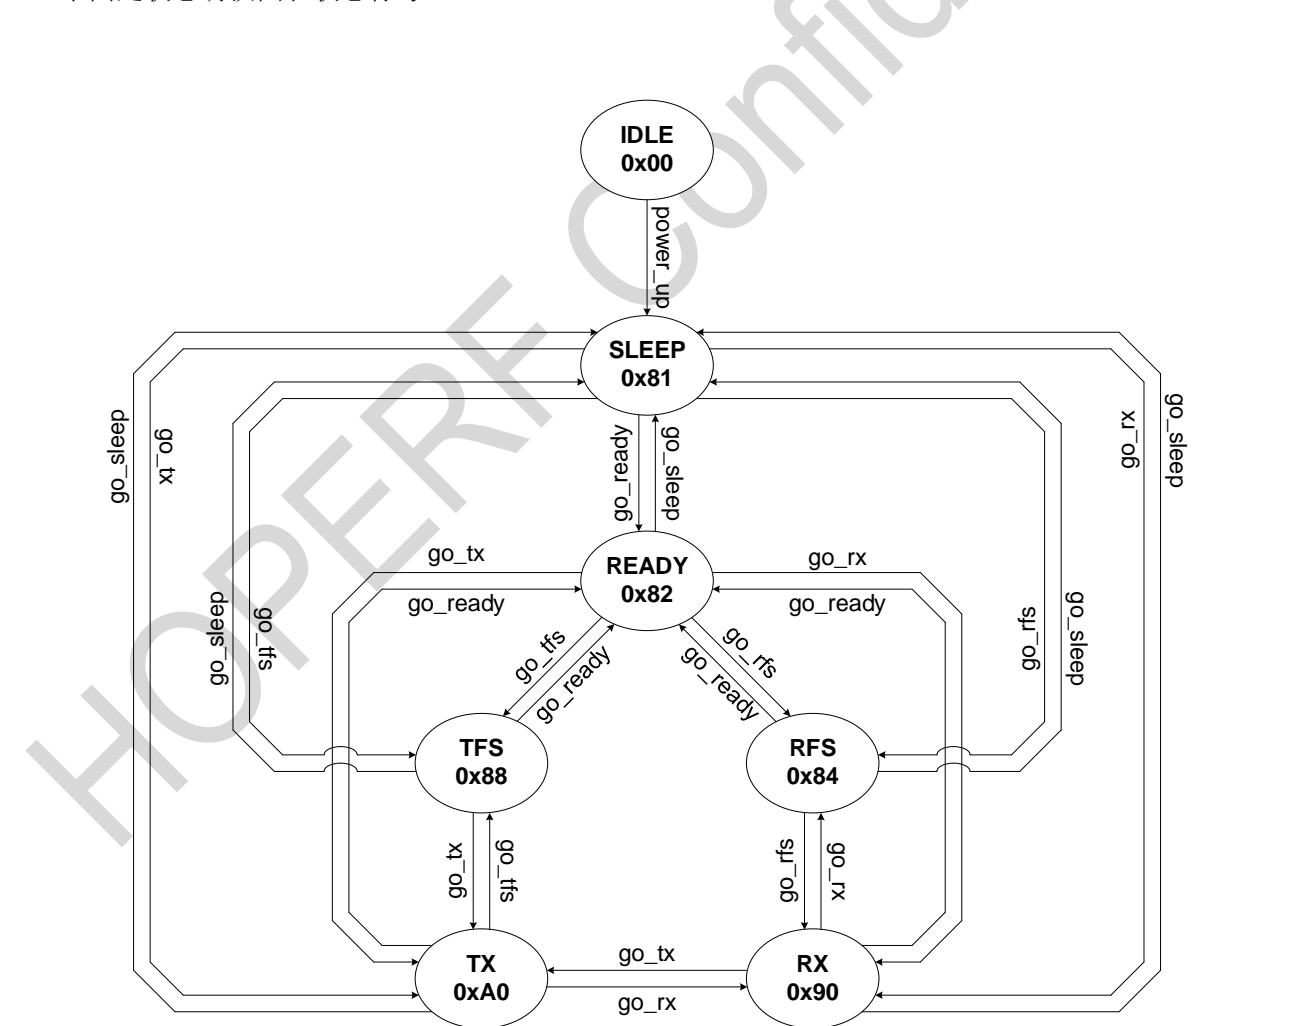 HOPERF Confid
IDLE
0x00
power_up
SLEEP
0x81
go_sleep
go_tx
go_ready
go_sleep
go_rx
go_sleep
READY
0x82
go_tx
go_ready
go_rx
go_ready
go_sleep
go_tfs
go_tfs
go_ready
go_rfs
go_ready
go_rfs
go_sleep
TFS
0x88
RFS
0x84
go_tx
go_tfs
go_rfs
go_rx
TX
0xA0
go_tx
go_rx
RX
0x90